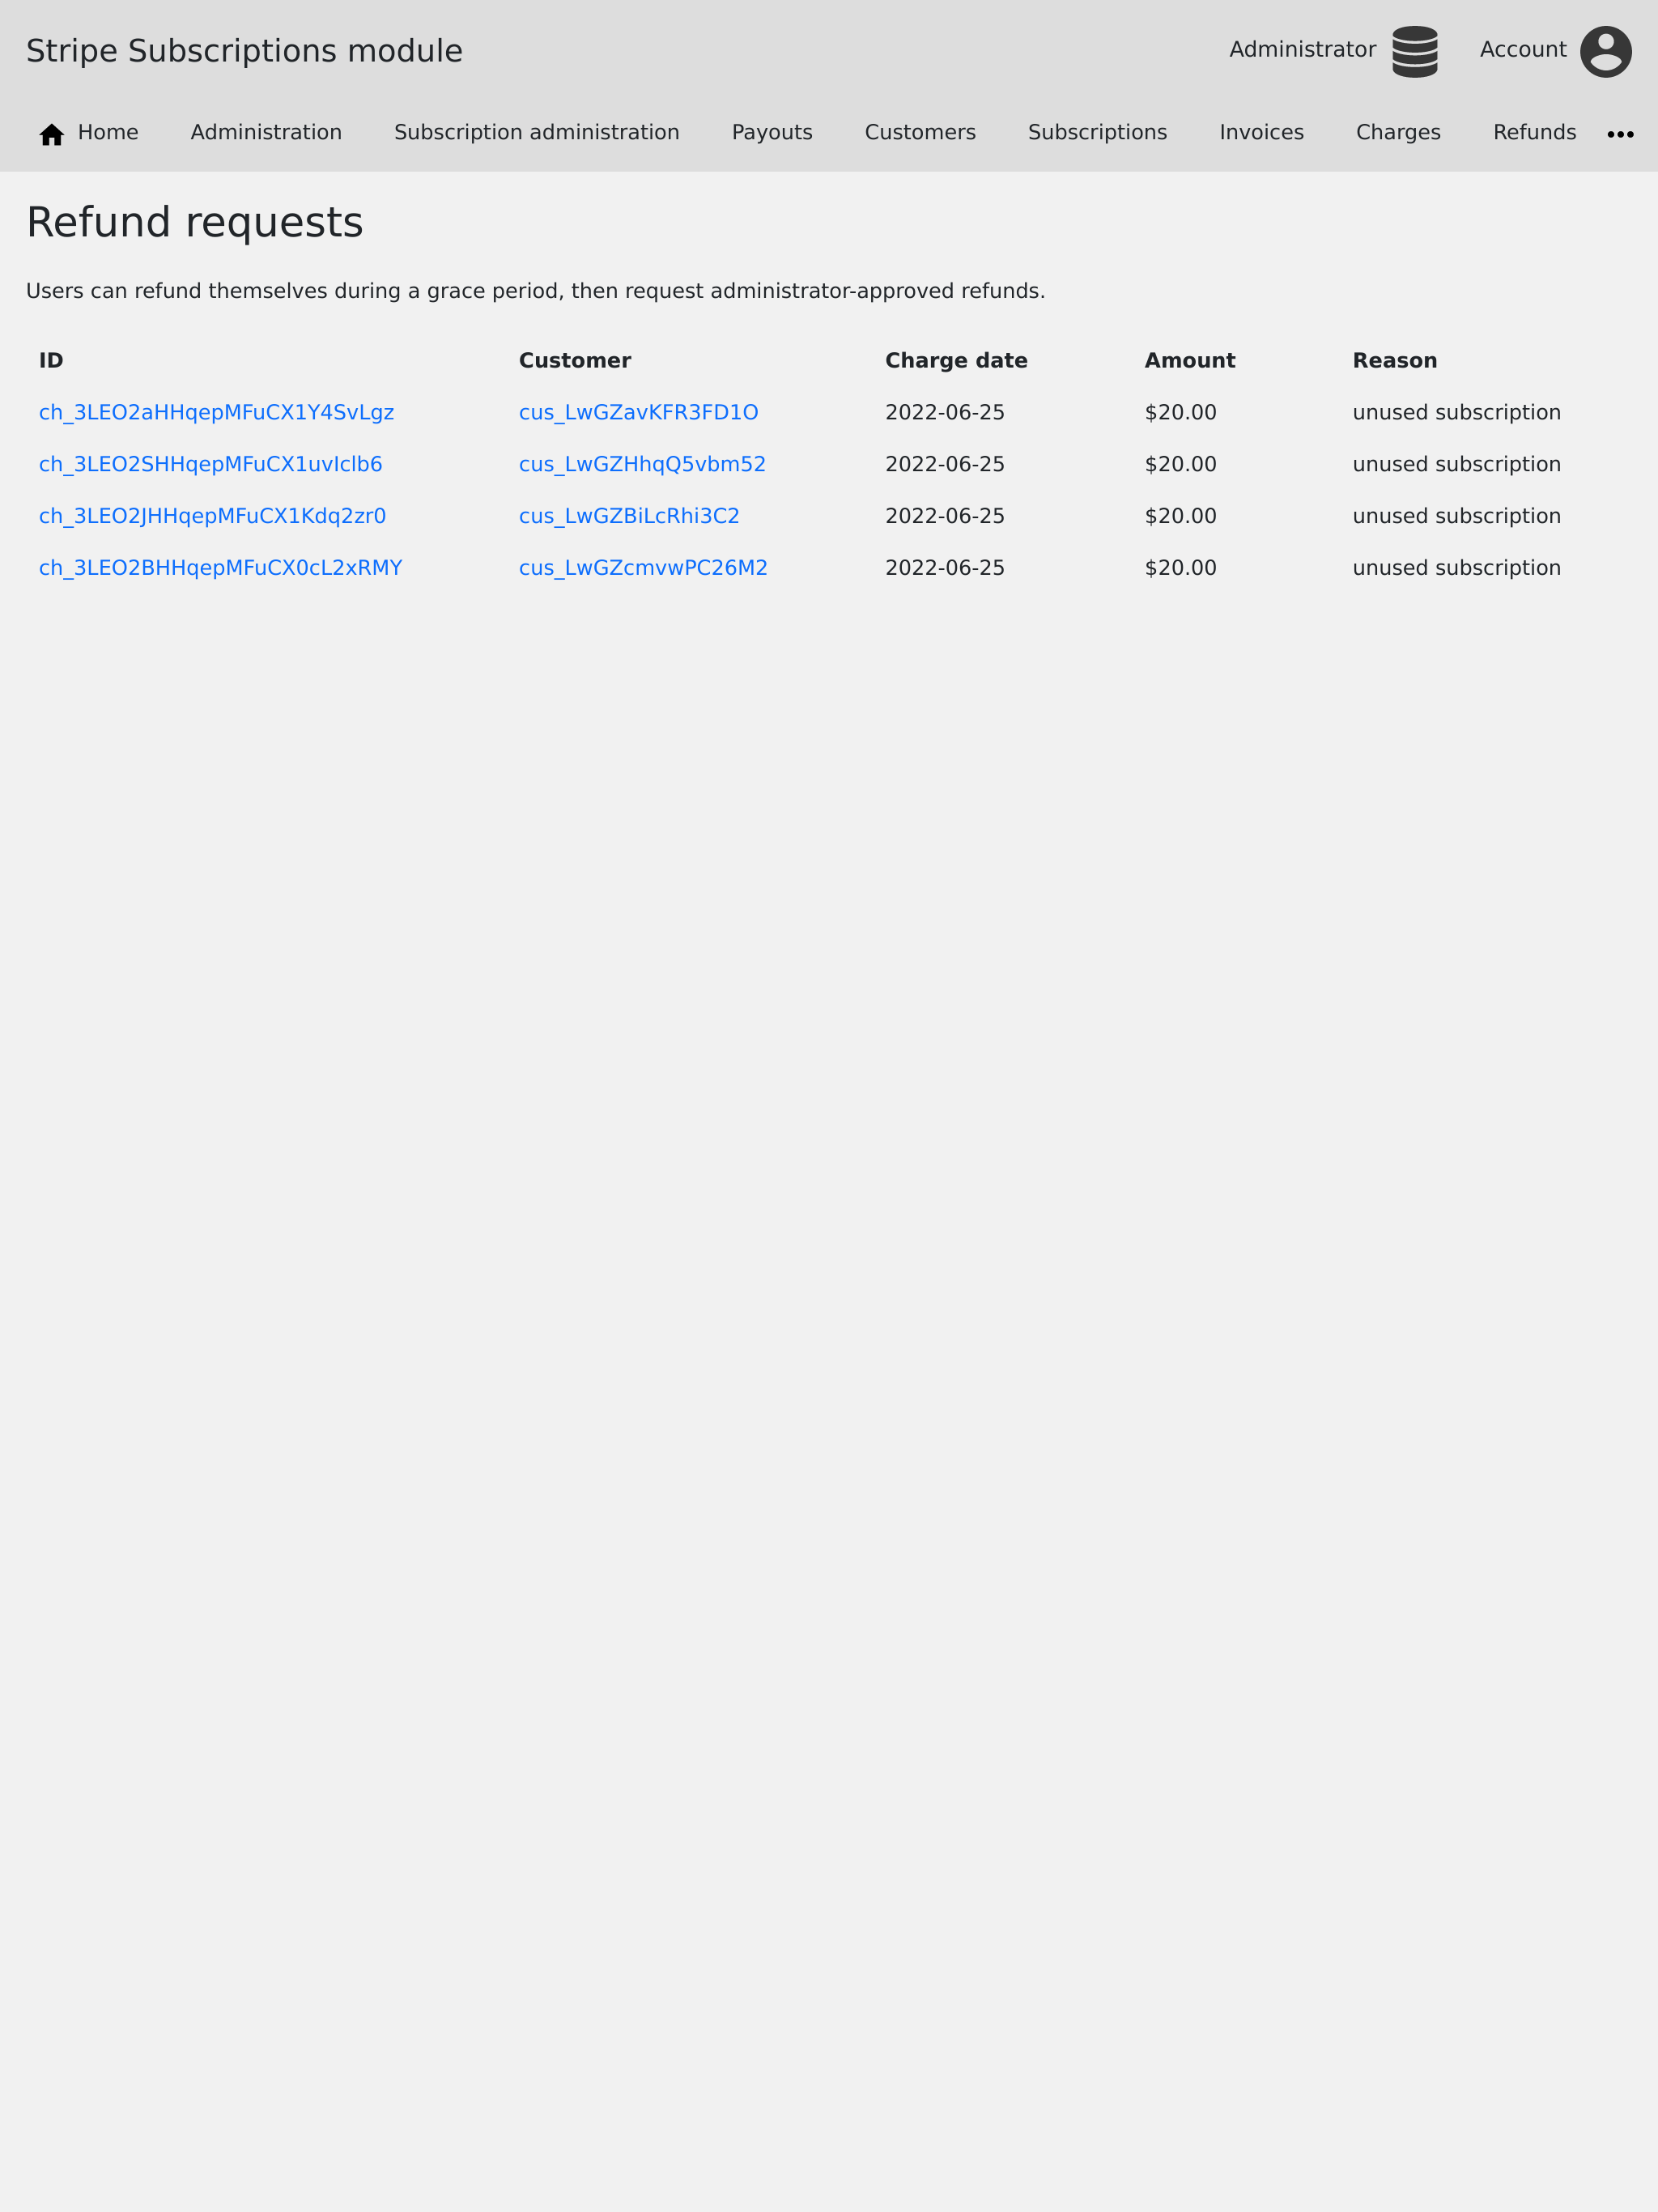 Stripe Subscriptions module Administrator Account
Home Administration Subscription administration Payouts Customers Subscriptions Invoices Charges Refunds
Refund requests
Users can refund themselves during a grace period, then request administrator-approved refunds.
ID Customer Charge date Amount Reason
ch_3LEO2aHHqepMFuCX1Y4SvLgz cus_LwGZavKFR3FD1O 2022-06-25 $20.00 unused subscription
ch_3LEO2SHHqepMFuCX1uvIclb6 cus_LwGZHhqQ5vbm52 2022-06-25 $20.00 unused subscription
ch_3LEO2JHHqepMFuCX1Kdq2zr0 cus_LwGZBiLcRhi3C2 2022-06-25 $20.00 unused subscription
ch_3LEO2BHHqepMFuCX0cL2xRMY cus_LwGZcmvwPC26M2 2022-06-25 $20.00 unused subscription